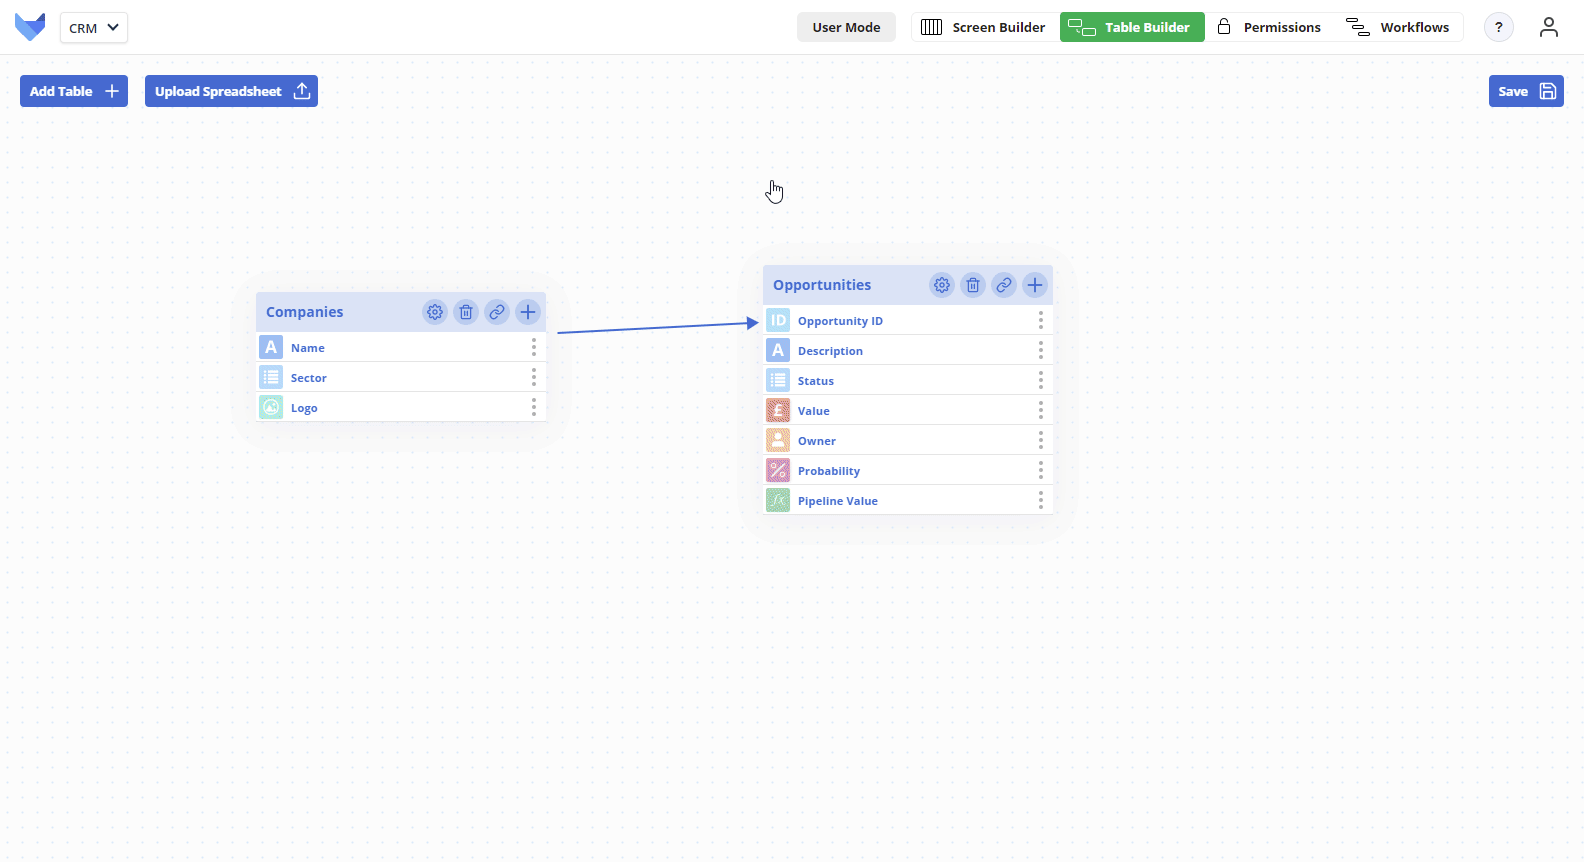 CRM
User Mode
Screen Builder
Table Builder
Permissions
Workflows
?
Add Table
Upload Spreadsheet
Save
Companies
A Name
Sector
Logo
Opportunities
ID Opportunity ID
A Description
Status
£ Value
Owner
% Probability
fx Pipeline Value